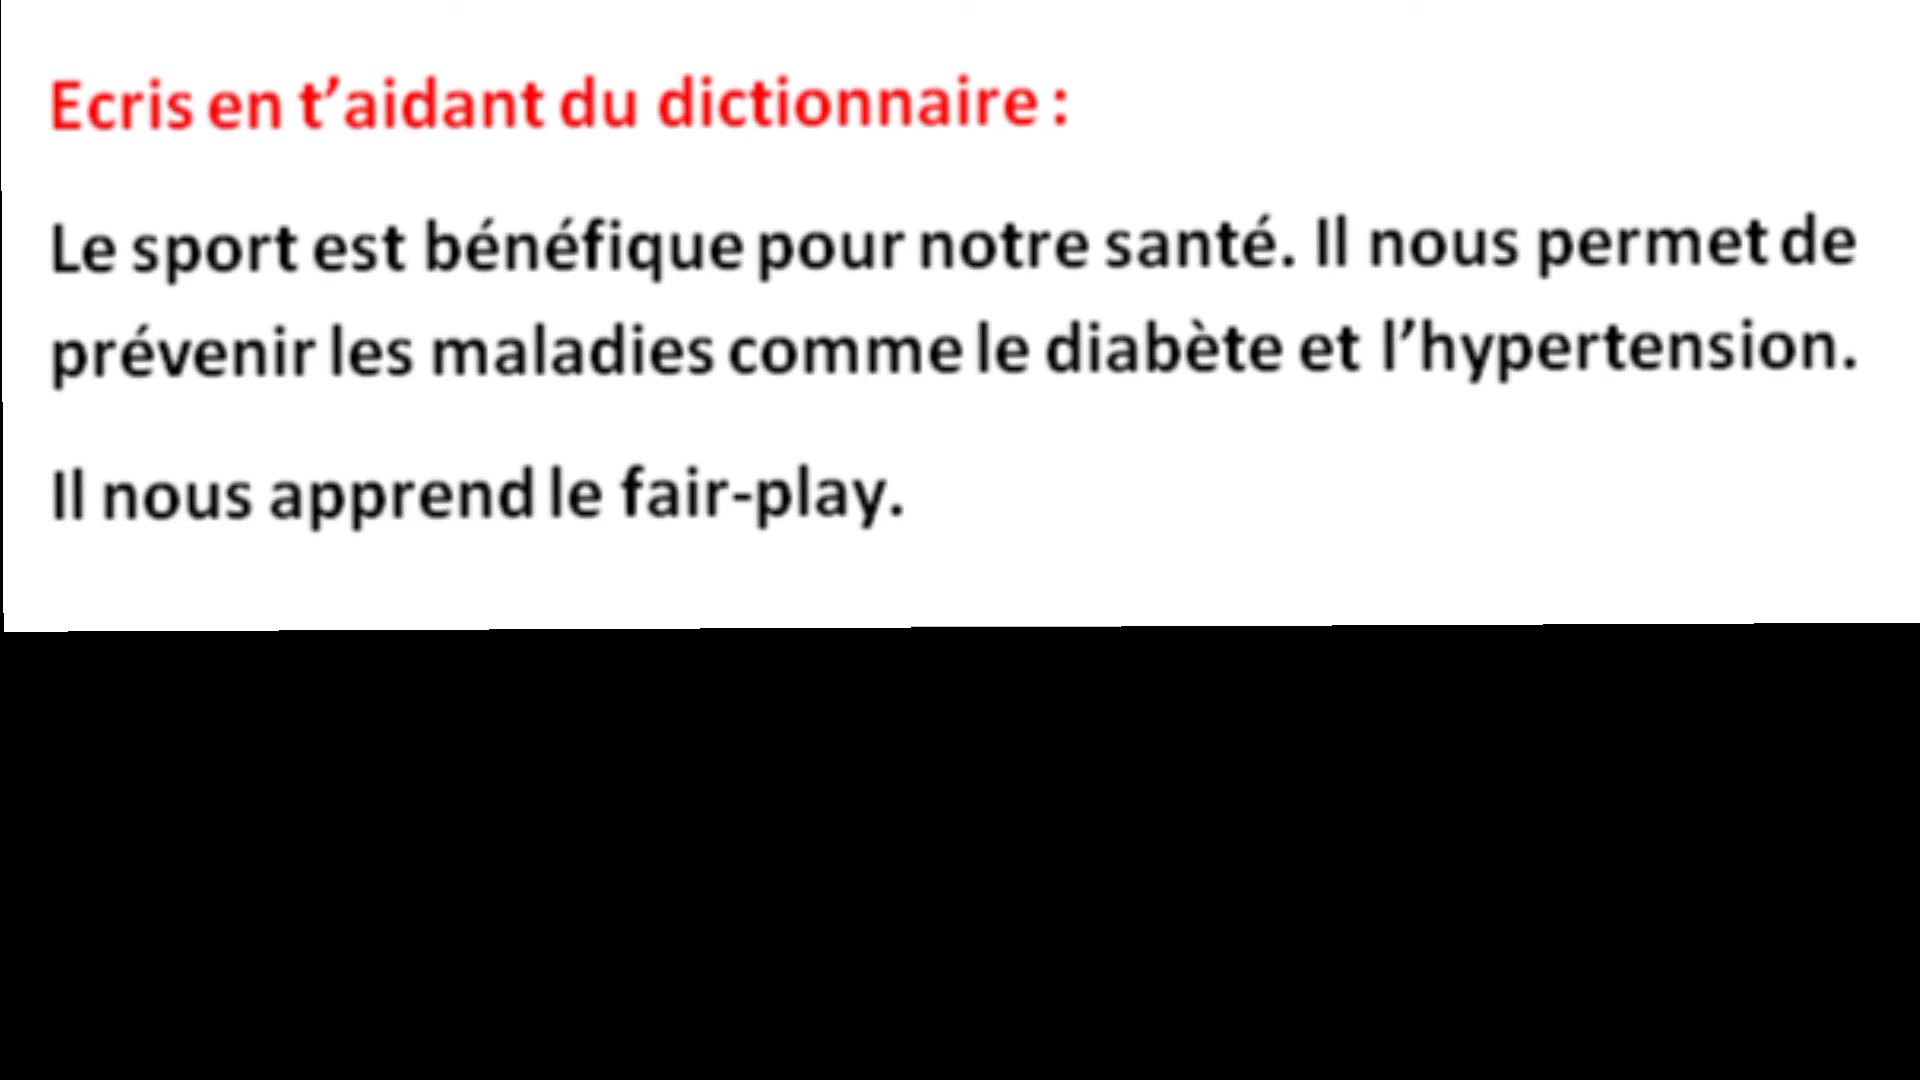 Ecris en t’aidant du dictionnaire :
Le sport est bénéfique pour notre santé. Il nous permet de
prévenir les maladies comme le diabète et l’hypertension.
Il nous apprend le fair-play.